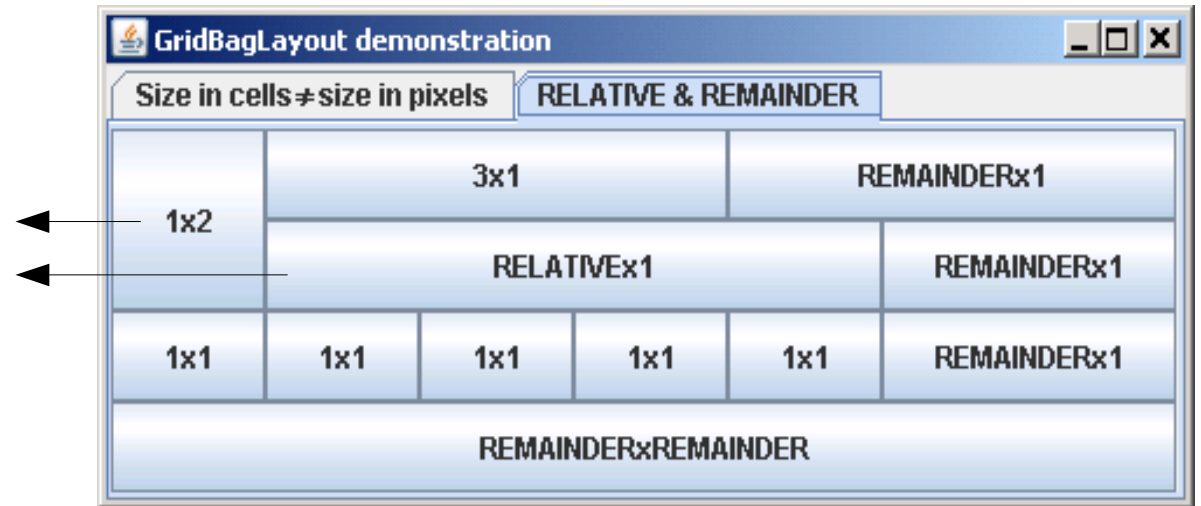 GridBagLayout demonstration
Size in cells≠size in pixels RELATIVE & REMAINDER
3x1 REMAINDERx1
1x2
RELATIVEx1 REMAINDERx1
1x1 1x1 1x1 1x1 1x1 REMAINDERx1
REMAINDERxREMAINDER